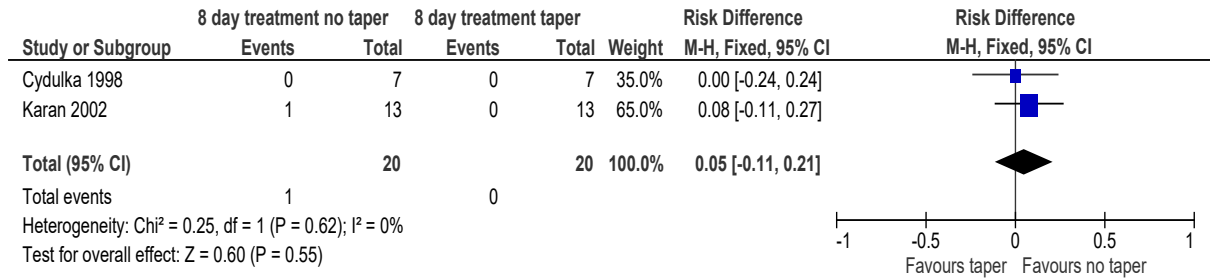 8 day treatment no taper 8 day treatment taper Risk Difference Risk Difference
Study or Subgroup Events Total Events Total Weight M-H, Fixed, 95% CI M-H, Fixed, 95% CI
Cydulka 1998 0 7 0 7 35.0% 0.00 [-0.24, 0.24]
Karan 2002 1 13 0 13 65.0% 0.08 [-0.11, 0.27]
Total (95% CI) 20 20 100.0% 0.05 [-0.11, 0.21]
Total events 1 0
Heterogeneity: Chi² = 0.25, df = 1 (P = 0.62); I² = 0%
Test for overall effect: Z = 0.60 (P = 0.55)
-1 -0.5 0 0.5 1
Favours taper Favours no taper